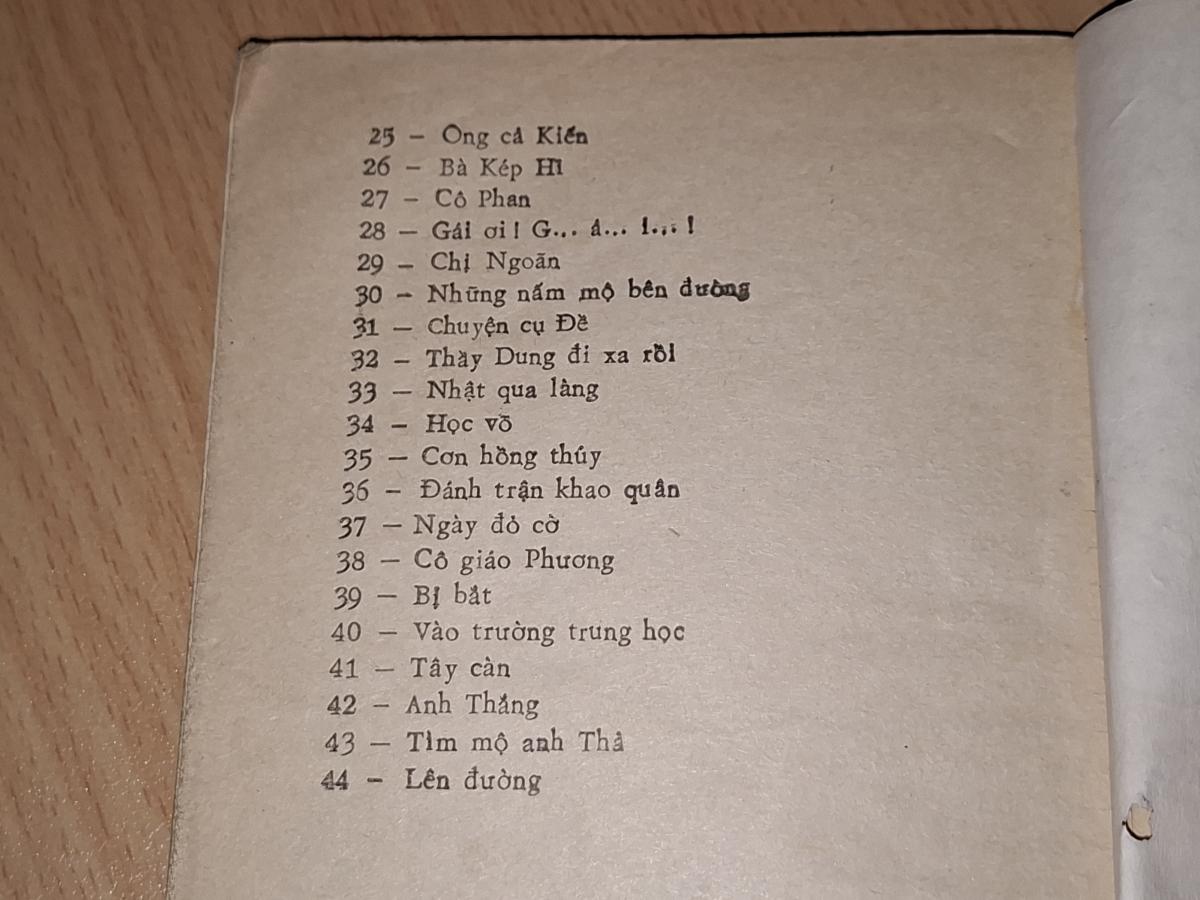 25 — Ông cả Kiến
26 — Bà Kép Hỉ
27 — Cô Phan
28 — Gái ơi! G... á... i...!
29 — Chị Ngoãn
30 — Những nấm mộ bên đường
31 — Chuyện cụ Đề
32 — Thầy Dung đi xa rồi
33 — Nhật qua làng
34 — Học võ
35 — Cơn hồng thủy
36 — Đánh trận khao quân
37 — Ngày đỏ cờ
38 — Cô giáo Phương
39 — Bị bắt
40 — Vào trường trung học
41 — Tây càn
42 — Anh Thắng
43 — Tìm mộ anh Thả
44 — Lên đường